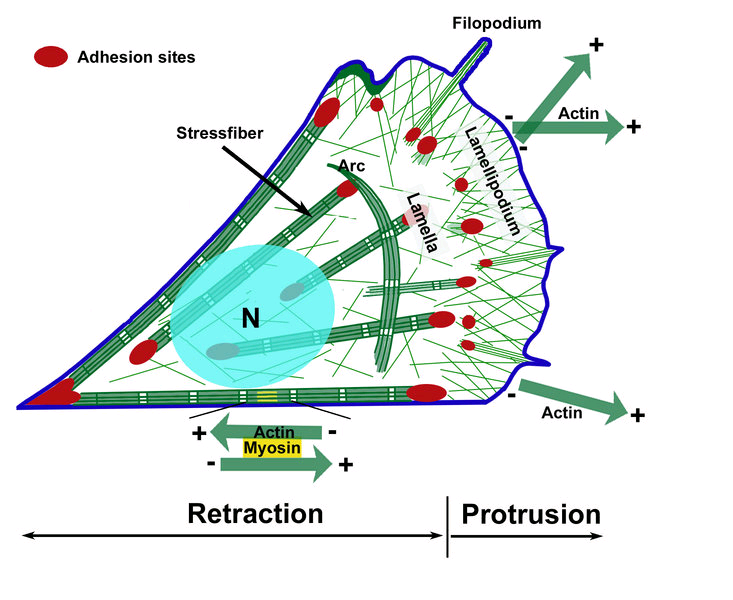 Filopodium
Adhesion sites
+
Actin
-
+
-
Stressfiber
Arc
Lamellipodium
Lamella
N
-
Actin
+
+
Actin
-
Myosin
-
+
Retraction
Protrusion